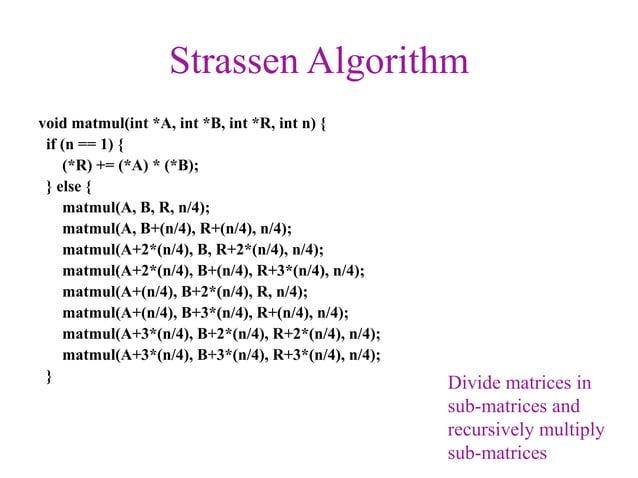 Strassen Algorithm
void matmul(int *A, int *B, int *R, int n) {
if (n == 1) {
(*R) += (*A) * (*B);
} else {
matmul(A, B, R, n/4);
matmul(A, B+(n/4), R+(n/4), n/4);
matmul(A+2*(n/4), B, R+2*(n/4), n/4);
matmul(A+2*(n/4), B+(n/4), R+3*(n/4), n/4);
matmul(A+(n/4), B+2*(n/4), R, n/4);
matmul(A+(n/4), B+3*(n/4), R+(n/4), n/4);
matmul(A+3*(n/4), B+2*(n/4), R+2*(n/4), n/4);
matmul(A+3*(n/4), B+3*(n/4), R+3*(n/4), n/4);
}
Divide matrices in
sub-matrices and
recursively multiply
sub-matrices